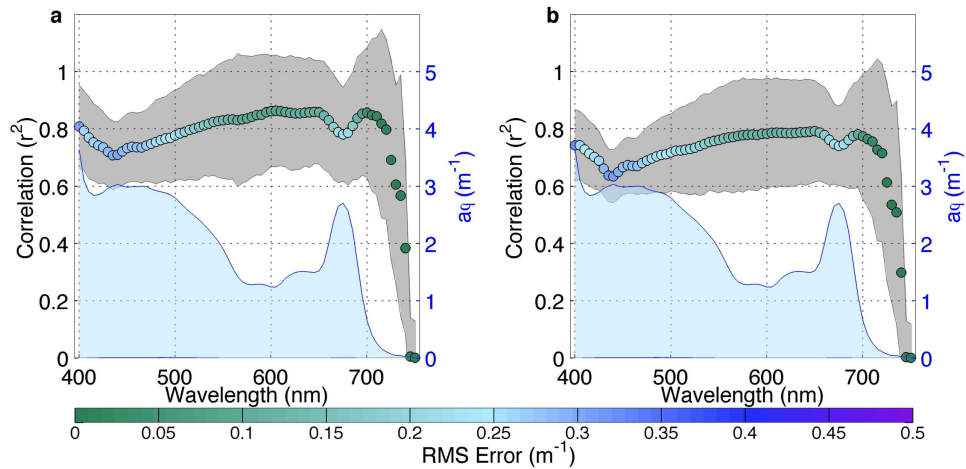 a
b
1
0.8
0.6
0.4
0.2
0
Correlation (r²)
5
4
3
2
1
0
aq (m⁻¹)
400 500 600 700
Wavelength (nm)
1
0.8
0.6
0.4
0.2
0
Correlation (r²)
5
4
3
2
1
0
aq (m⁻¹)
400 500 600 700
Wavelength (nm)
0 0.05 0.1 0.15 0.2 0.25 0.3 0.35 0.4 0.45 0.5
RMS Error (m⁻¹)